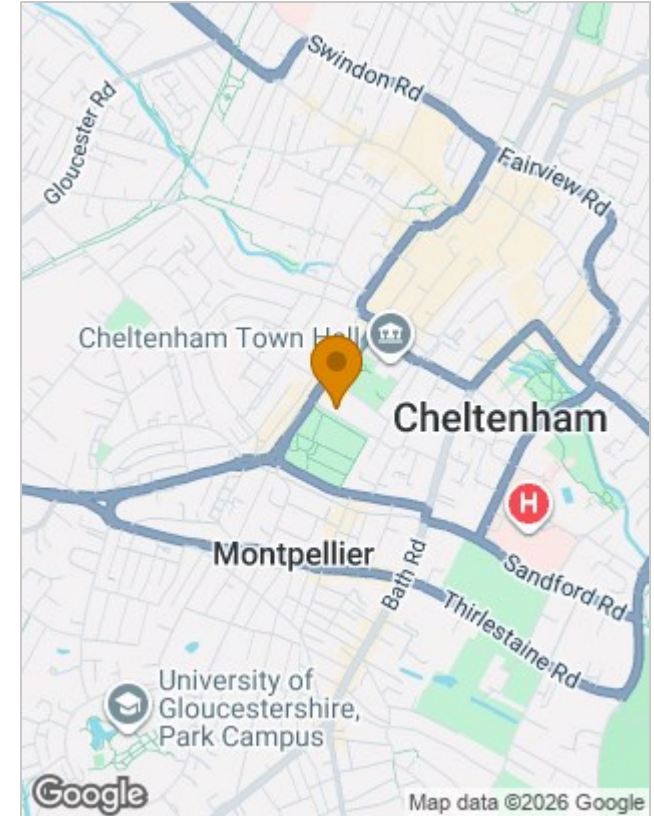 Swindon Rd
Gloucester Rd
Fairview Rd
Cheltenham Town Hall
Cheltenham
H
Montpellier
Bath Rd
Sandford Rd
Thirlestaine Rd
University of
Gloucestershire,
Park Campus
Google
Map data ©2026 Google